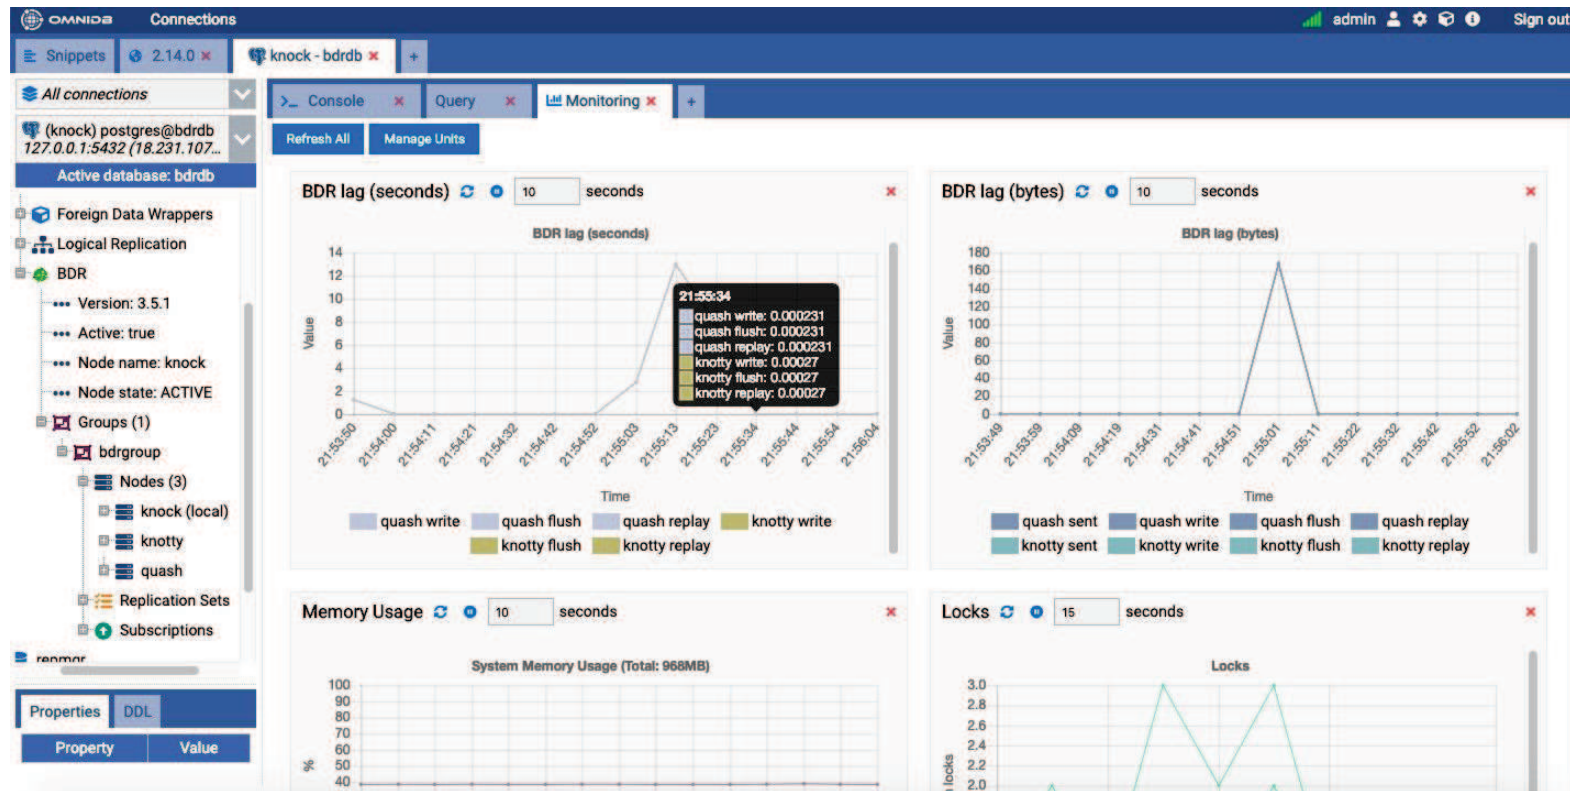 OMNIDB Connections admin Sign out
Snippets 2.14.0 knock - bdrdb +
All connections
(knock) postgres@bdrdb
127.0.0.1:5432 (18.231.107...
Active database: bdrdb
Foreign Data Wrappers
Logical Replication
BDR
Version: 3.5.1
Active: true
Node name: knock
Node state: ACTIVE
Groups (1)
bdrgroup
Nodes (3)
knock (local)
knotty
quash
Replication Sets
Subscriptions
repmgr
Properties DDL
Property Value
>_ Console Query Monitoring +
Refresh All Manage Units
BDR lag (seconds) 10 seconds
BDR lag (seconds)
14
12
10
8
6
4
2
0
Value
21:55:34
quash write: 0.000231
quash flush: 0.000231
quash replay: 0.000231
knotty write: 0.00027
knotty flush: 0.00027
knotty replay: 0.00027
21:53:50 21:54:00 21:54:11 21:54:21 21:54:32 21:54:42 21:54:52 21:55:03 21:55:13 21:55:23 21:55:34 21:55:44 21:55:54 21:56:04
Time
quash write quash flush quash replay knotty write
knotty flush knotty replay
BDR lag (bytes) 10 seconds
BDR lag (bytes)
180
160
140
120
100
80
60
40
20
0
Value
21:53:49 21:53:59 21:54:09 21:54:19 21:54:31 21:54:41 21:54:51 21:55:01 21:55:11 21:55:22 21:55:32 21:55:42 21:55:52 21:56:02
Time
quash sent quash write quash flush quash replay
knotty sent knotty write knotty flush knotty replay
Memory Usage 10 seconds
System Memory Usage (Total: 968MB)
100
90
80
70
60
50
40
%
Locks 15 seconds
Locks
3.0
2.8
2.6
2.4
2.2
2.0
locks